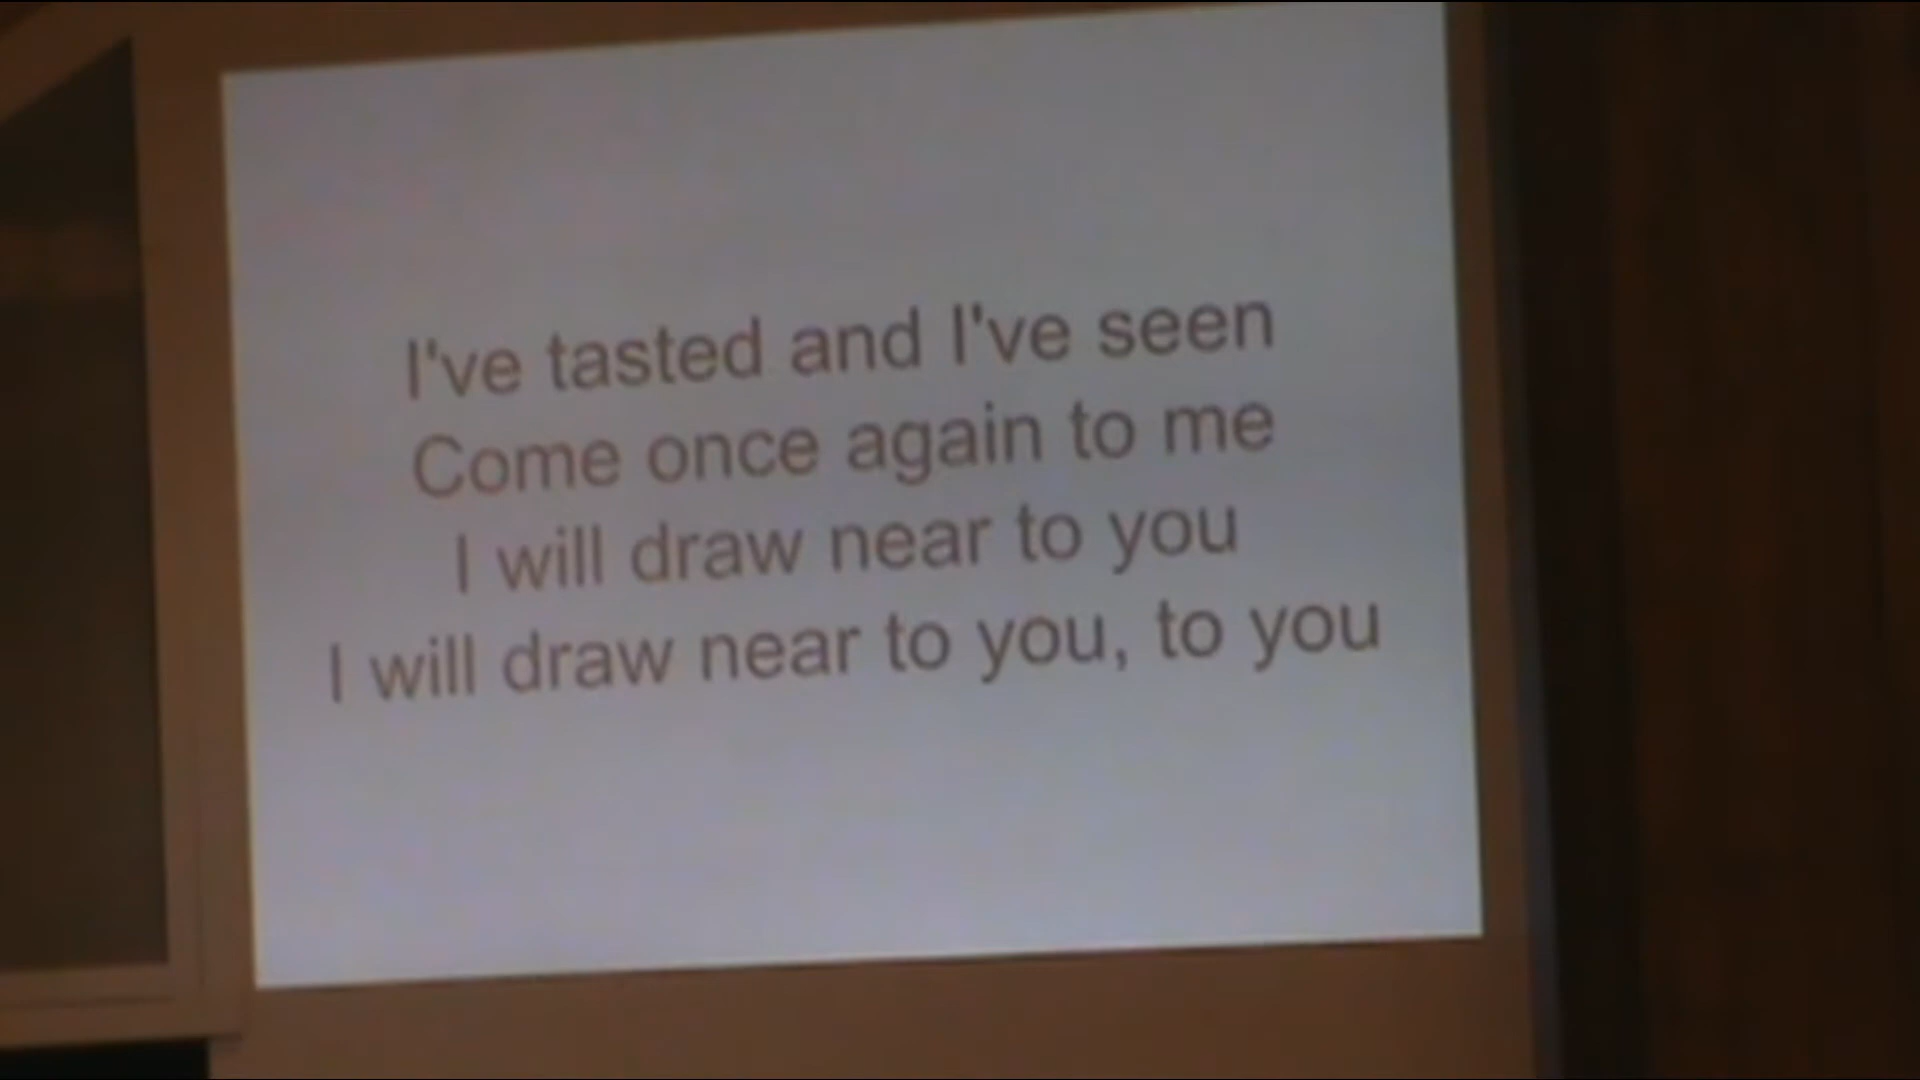 I've tasted and I've seen
Come once again to me
I will draw near to you
I will draw near to you, to you